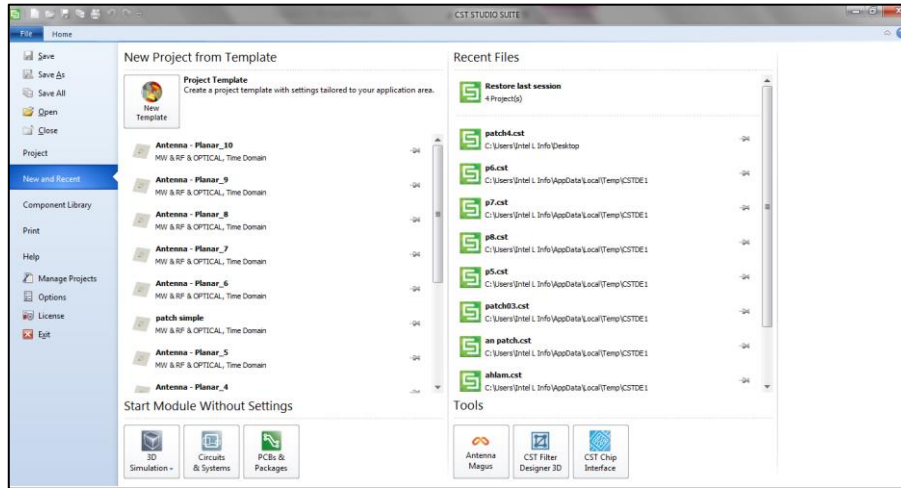 CST STUDIO SUITE
File Home
Save
Save As
Save All
Open
Close
Project
New and Recent
Component Library
Print
Help
Manage Projects
Options
License
Exit
New Project from Template
New Template
Project Template
Create a project template with settings tailored to your application area.
Antenna - Planar_10
MW & RF & OPTICAL, Time Domain
Antenna - Planar_9
MW & RF & OPTICAL, Time Domain
Antenna - Planar_8
MW & RF & OPTICAL, Time Domain
Antenna - Planar_7
MW & RF & OPTICAL, Time Domain
Antenna - Planar_6
MW & RF & OPTICAL, Time Domain
patch simple
MW & RF & OPTICAL, Time Domain
Antenna - Planar_5
MW & RF & OPTICAL, Time Domain
Antenna - Planar_4
Start Module Without Settings
3D
Simulation
Circuits
& Systems
PCBs &
Packages
Recent Files
Restore last session
4 Project(s)
patch4.cst
C:\Users\Intel L Info\Desktop
p6.cst
C:\Users\Intel L Info\AppData\Local\Temp\CSTDE1
p7.cst
C:\Users\Intel L Info\AppData\Local\Temp\CSTDE1
p8.cst
C:\Users\Intel L Info\AppData\Local\Temp\CSTDE1
p5.cst
C:\Users\Intel L Info\AppData\Local\Temp\CSTDE1
patch03.cst
C:\Users\Intel L Info\AppData\Local\Temp\CSTDE1
an patch.cst
C:\Users\Intel L Info\AppData\Local\Temp\CSTDE1
ahlam.cst
C:\Users\Intel L Info\AppData\Local\Temp\CSTDE1
Tools
Antenna
Magus
CST Filter
Designer 3D
CST Chip
Interface